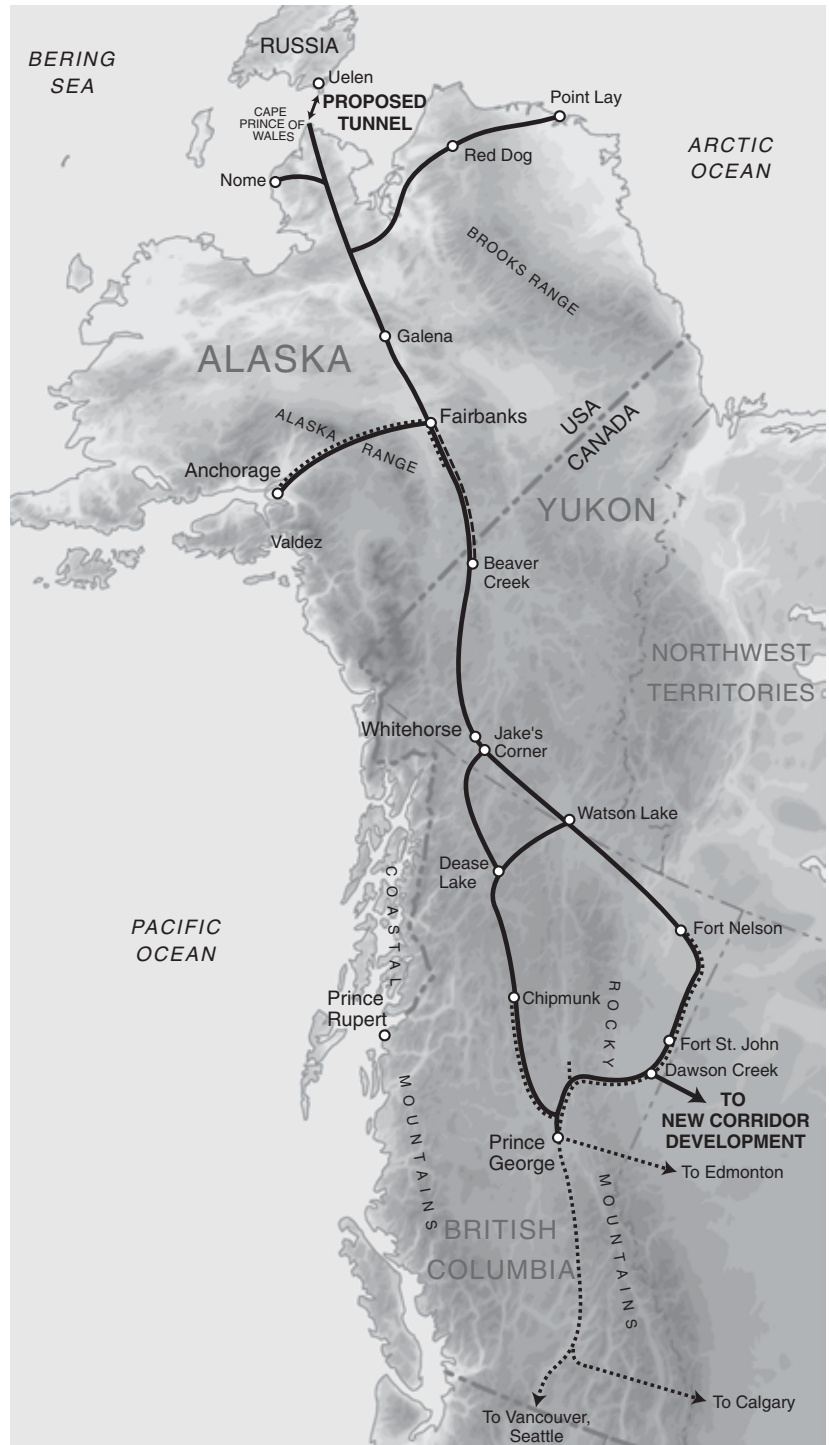 RUSSIA
BERING
SEA
Uelen
PROPOSED
TUNNEL
CAPE
PRINCE OF
WALES
Point Lay
Red Dog
ARCTIC
OCEAN
Nome
BROOKS RANGE
Galena
ALASKA
USA
CANADA
ALASKA RANGE
Fairbanks
Anchorage
YUKON
Valdez
Beaver
Creek
NORTHWEST
TERRITORIES
Whitehorse
Jake's
Corner
Watson Lake
Dease
Lake
COASTAL
MOUNTAINS
PACIFIC
OCEAN
Fort Nelson
Prince
Rupert
Chipmunk
ROCKY
MOUNTAINS
Fort St. John
Dawson Creek
TO
NEW CORRIDOR
DEVELOPMENT
Prince
George
To Edmonton
BRITISH
COLUMBIA
To Calgary
To Vancouver,
Seattle